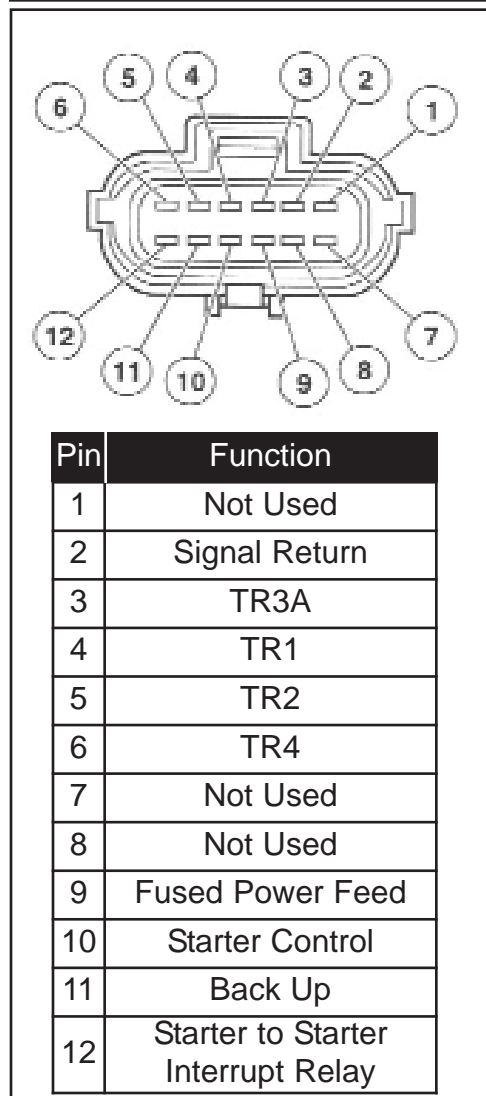 5 4 3 2
6 1
12 7
11 10 9 8
Pin Function
1 Not Used
2 Signal Return
3 TR3A
4 TR1
5 TR2
6 TR4
7 Not Used
8 Not Used
9 Fused Power Feed
10 Starter Control
11 Back Up
12 Starter to Starter
Interrupt Relay